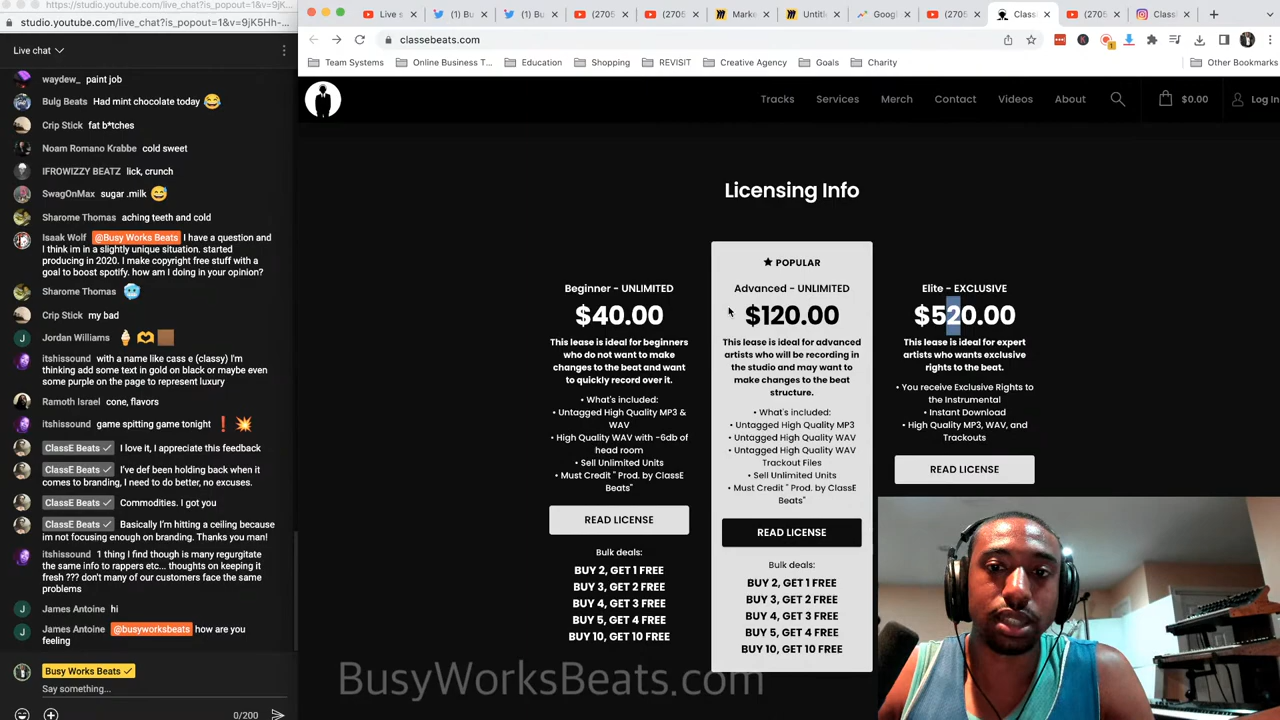 studio.youtube.com/live_chat?is_popout=1&v=9jK5Hh-
Live chat
waydew_ paint job
Bulg Beats Had mint chocolate today 😂
Crip Stick fat b*tches
Noam Romano Krabbe cold sweet
IFROWIZZY BEATZ lick, crunch
SwagOnMax sugar .milk 😅
Sharome Thomas aching teeth and cold
Isaak Wolf @Busy Works Beats I have a question and
I think im in a slightly unique situation. started
producing in 2020. I make copyright free stuff with a
goal to boost spotify. how am I doing in your opinion?
Sharome Thomas 🥶
Crip Stick my bad
Jordan Williams 🍦🫶🟫
itshissound with a name like cass e (classy) I'm
thinking add some text in gold on black or maybe even
some purple on the page to represent luxury
Ramoth Israel cone, flavors
itshissound game spitting game tonight ❗💥
ClassE Beats I love it, I appreciate this feedback
ClassE Beats I've def been holding back when it
comes to branding, I need to do better, no excuses.
ClassE Beats Commodities. I got you
ClassE Beats Basically I'm hitting a ceiling because
im not focusing enough on branding. Thanks you man!
itshissound 1 thing I find though is many regurgitate
the same info to rappers etc... thoughts on keeping it
fresh ??? don't many of our customers face the same
problems
James Antoine hi
James Antoine @busyworksbeats how are you
feeling
Busy Works Beats
Say something...
0/200
Live s
(1) Bu
(1) Bu
(2705
(2705
Marke
Untitl
Google
(2705
Classe
(2705
Classi
classebeats.com
Team Systems
Online Business T...
Education
Shopping
REVISIT
Creative Agency
Goals
Charity
Other Bookmarks
Tracks
Services
Merch
Contact
Videos
About
$0.00
Log In
Licensing Info
Beginner - UNLIMITED
$40.00
This lease is ideal for beginners
who do not want to make
changes to the beat and want
to quickly record over it.
• What's included:
• Untagged High Quality MP3 &
WAV
• High Quality WAV with -6db of
head room
• Sell Unlimited Units
• Must Credit " Prod. by ClassE
Beats"
READ LICENSE
Bulk deals:
BUY 2, GET 1 FREE
BUY 3, GET 2 FREE
BUY 4, GET 3 FREE
BUY 5, GET 4 FREE
BUY 10, GET 10 FREE
★ POPULAR
Advanced - UNLIMITED
$120.00
This lease is ideal for advanced
artists who will be recording in
the studio and may want to
make changes to the beat
structure.
• What's included:
• Untagged High Quality MP3
• Untagged High Quality WAV
• Untagged High Quality WAV
Trackout Files
• Sell Unlimited Units
• Must Credit " Prod. by ClassE
Beats"
READ LICENSE
Bulk deals:
BUY 2, GET 1 FREE
BUY 3, GET 2 FREE
BUY 4, GET 3 FREE
BUY 5, GET 4 FREE
BUY 10, GET 10 FREE
Elite - EXCLUSIVE
$520.00
This lease is ideal for expert
artists who wants exclusive
rights to the beat.
• You receive Exclusive Rights to
the Instrumental
• Instant Download
• High Quality MP3, WAV, and
Trackouts
READ LICENSE
BusyWorksBeats.com